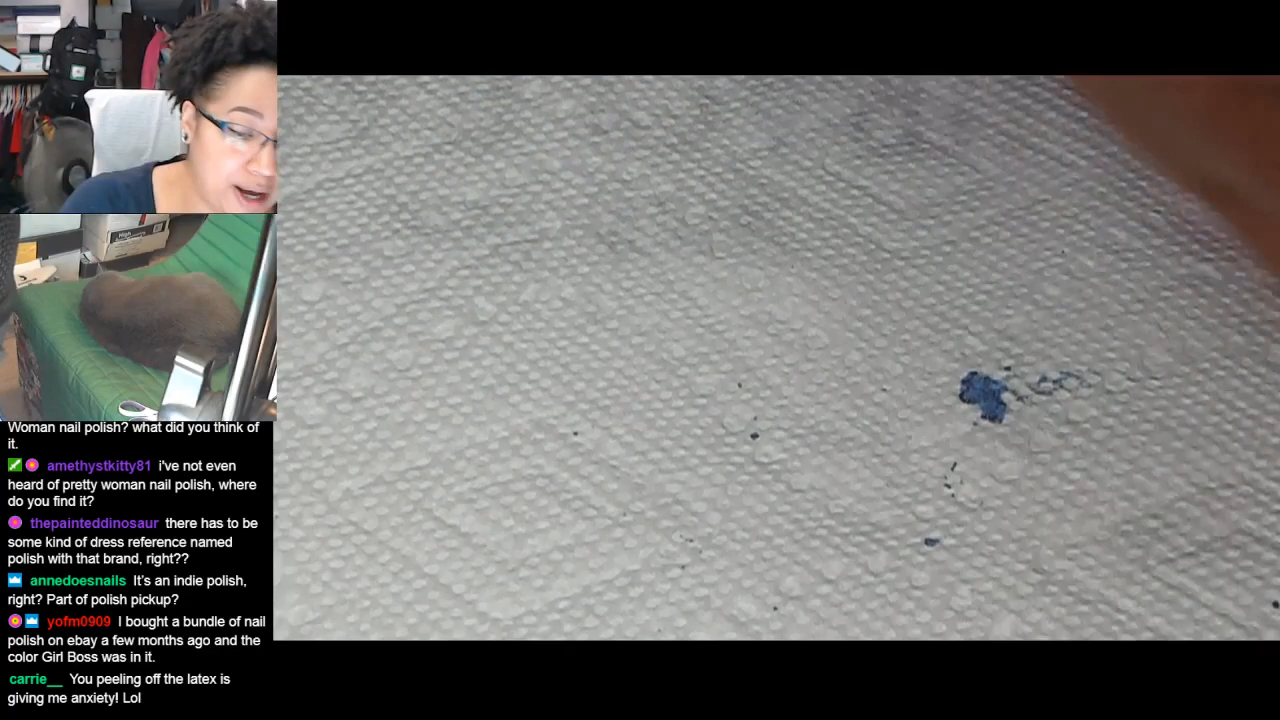 High
Woman nail polish? what did you think of
it.
amethystkitty81 i've not even
heard of pretty woman nail polish, where
do you find it?
thepainteddinosaur there has to be
some kind of dress reference named
polish with that brand, right??
annedoesnails It's an indie polish,
right? Part of polish pickup?
yofm0909 I bought a bundle of nail
polish on ebay a few months ago and the
color Girl Boss was in it.
carrie__ You peeling off the latex is
giving me anxiety! Lol